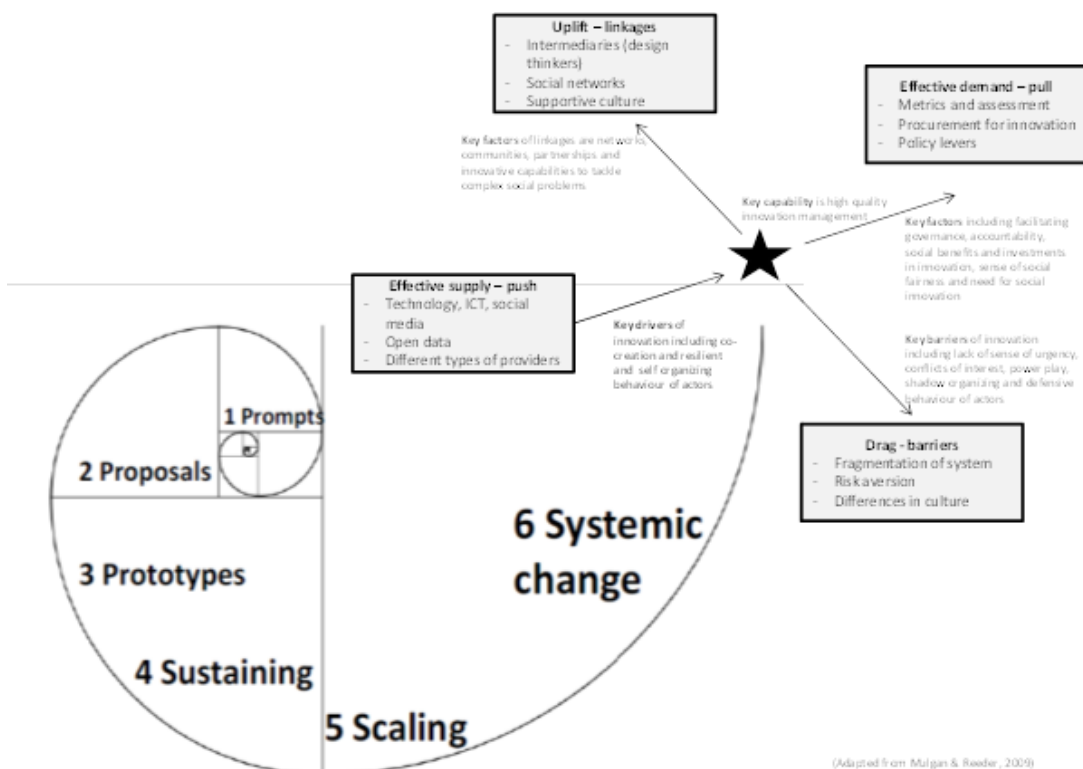 Uplift – linkages
- Intermediaries (design
thinkers)
- Social networks
- Supportive culture
Effective demand – pull
- Metrics and assessment
- Procurement for innovation
- Policy levers
Key factors of linkages are networks,
communities, partnerships and
innovative capabilities to tackle
complex social problems
Key capability is high quality
innovation management
Key factors including facilitating
governance, accountability,
social benefits and investments
in innovation, sense of social
fairness and need for social
innovation
Effective supply – push
- Technology, ICT, social
media
- Open data
- Different types of providers
Key drivers of
innovation including co-
creation and resilient
and self organizing
behaviour of actors
Key barriers of innovation
including lack of sense of urgency,
conflicts of interest, power play,
shadow organizing and defensive
behaviour of actors
Drag - barriers
- Fragmentation of system
- Risk aversion
- Differences in culture
1 Prompts
2 Proposals
3 Prototypes
4 Sustaining
5 Scaling
6 Systemic
change
(Adapted from Mulgan & Reeder, 2009)